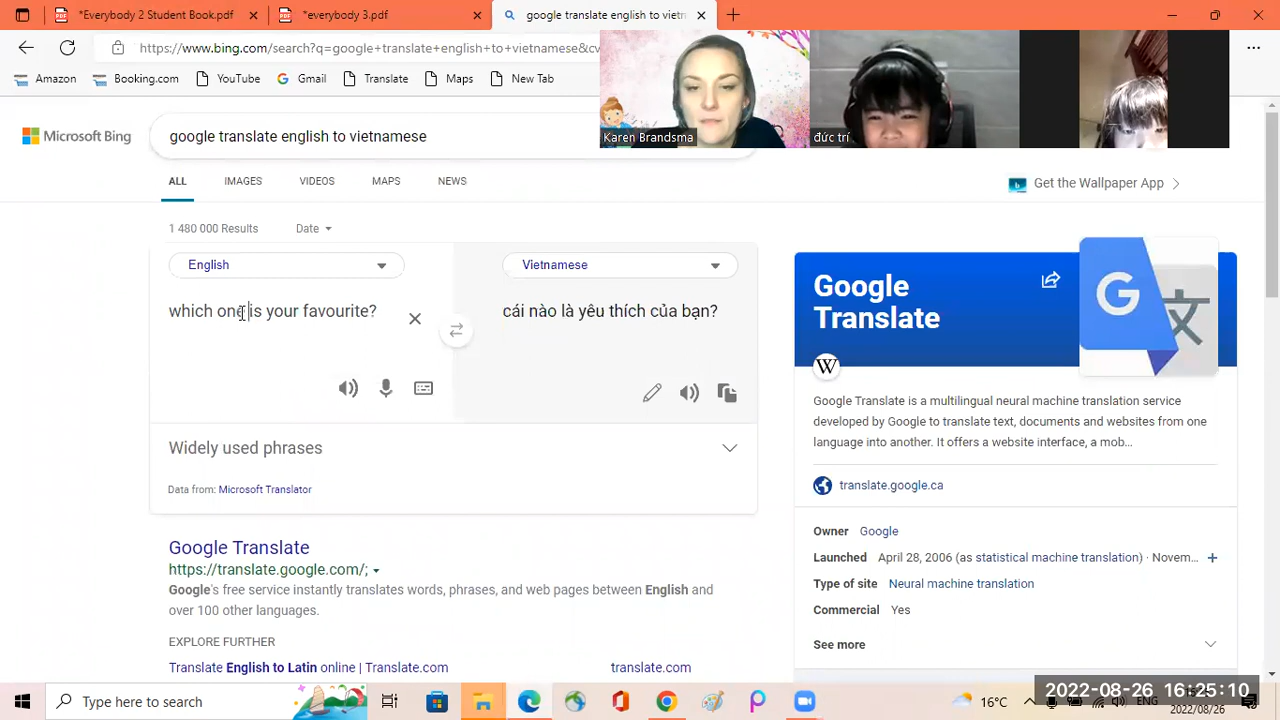 "Everybody 2 Student
"everybody 3.pdf
google translate english to vietn
https://www.bing.com/search?q=google+translate+english+to+vietnamese&cv
Amazon
Booking.com
YouTube
Gmail
Translate
Maps
New Tab
Karen Brandsma
đức trí
Microsoft Bing
google translate english to vietnamese
ALL
IMAGES
VIDEOS
MAPS
NEWS
Get the Wallpaper App
1 480 000 Results
Date
English
Vietnamese
which one is your favourite?
cái nào là yêu thích của bạn?
Widely used phrases
Data from: Microsoft Translator
Google Translate
https://translate.google.com/;
Google's free service instantly translates words, phrases, and web pages between English and
over 100 other languages.
EXPLORE FURTHER
Translate English to Latin online | Translate.com
translate.com
Google
Translate
G
文
W
Google Translate is a multilingual neural machine translation service
developed by Google to translate text, documents and websites from one
language into another. It offers a website interface, a mob...
translate.google.ca
Owner Google
Launched April 28, 2006 (as statistical machine translation) · Novem...
Type of site Neural machine translation
Commercial Yes
See more
Type here to search
16°C
ENG
2022-08-26 16:25:10
2022/08/26